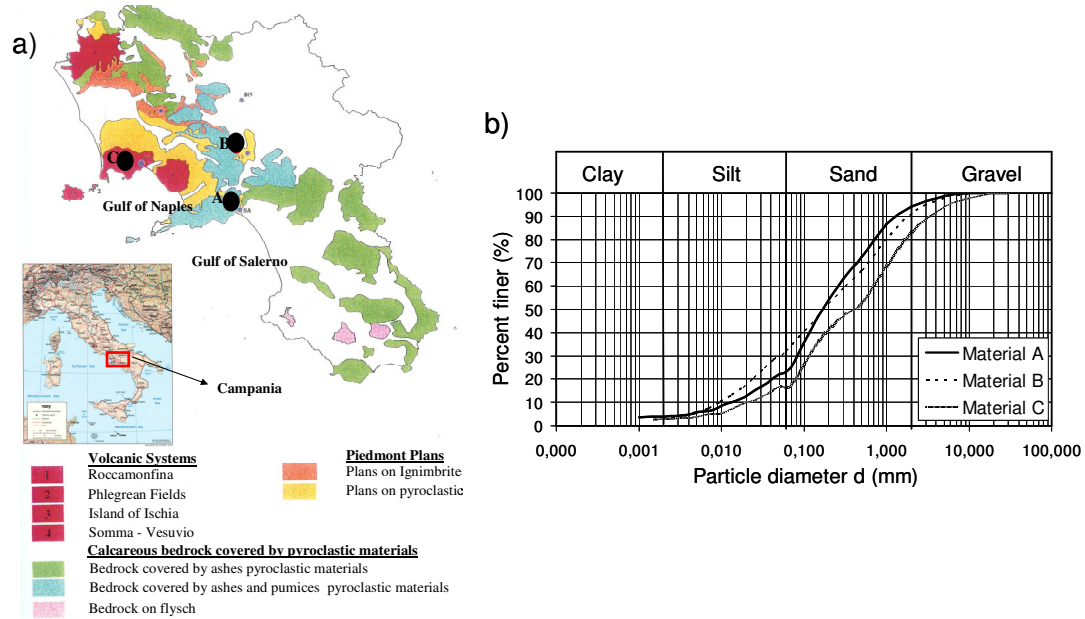 a)
B
C
A
SA
Gulf of Naples
Gulf of Salerno
Campania
Volcanic Systems
1 Roccamonfina
2 Phlegrean Fields
3 Island of Ischia
4 Somma - Vesuvio
Calcareous bedrock covered by pyroclastic materials
Bedrock covered by ashes pyroclastic materials
Bedrock covered by ashes and pumices pyroclastic materials
Bedrock on flysch
Piedmont Plans
Plans on Ignimbrite
Plans on pyroclastic
b)
Clay Silt Sand Gravel
100
90
80
70
60
50
40
30
20
10
0
Percent finer (%)
Material A
Material B
Material C
0,000 0,001 0,010 0,100 1,000 10,000 100,000
Particle diameter d (mm)